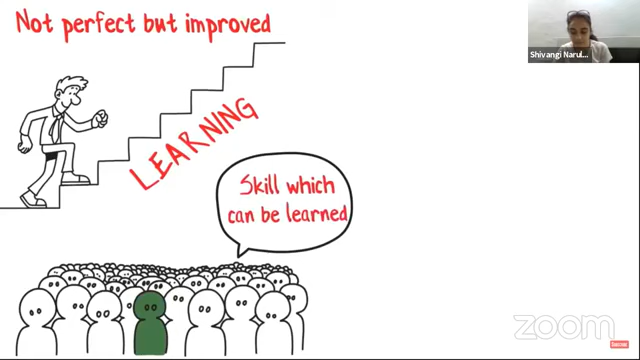 Not perfect but improved
Shivangi Narul...
LEARNING
Skill which
can be learned
zoom